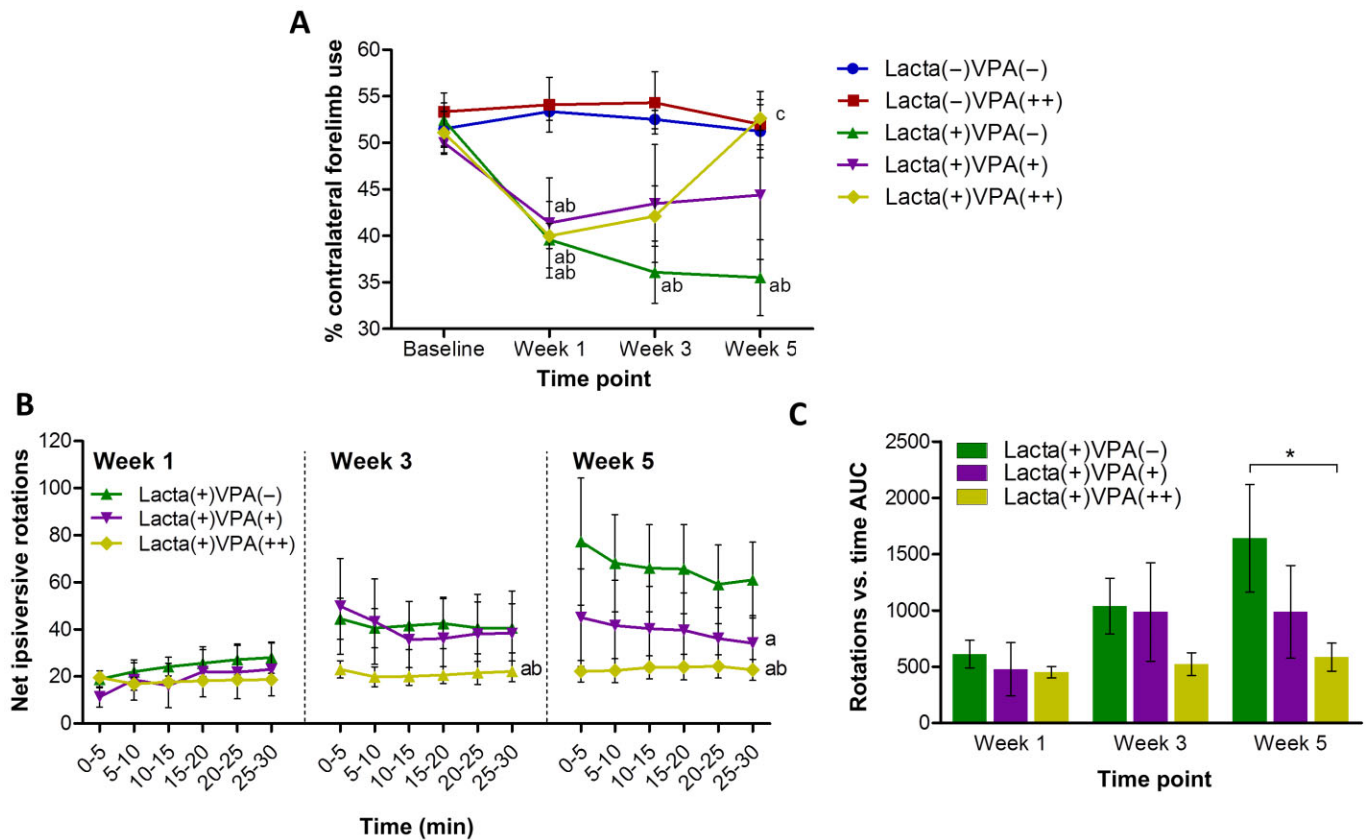 A
% contralateral forelimb use
60
55
50
45
40
35
30
c
ab
ab
ab
ab
ab
Baseline
Week 1
Week 3
Week 5
Time point
Lacta(−)VPA(−)
Lacta(−)VPA(++)
Lacta(+)VPA(−)
Lacta(+)VPA(+)
Lacta(+)VPA(++)
B
Net ipsiversive rotations
120
100
80
60
40
20
0
Week 1
Week 3
Week 5
Lacta(+)VPA(−)
Lacta(+)VPA(+)
Lacta(+)VPA(++)
ab
a
ab
0-5
5-10
10-15
15-20
20-25
25-30
0-5
5-10
10-15
15-20
20-25
25-30
0-5
5-10
10-15
15-20
20-25
25-30
Time (min)
C
Rotations vs. time AUC
2500
2000
1500
1000
500
0
Lacta(+)VPA(−)
Lacta(+)VPA(+)
Lacta(+)VPA(++)
*
Week 1
Week 3
Week 5
Time point